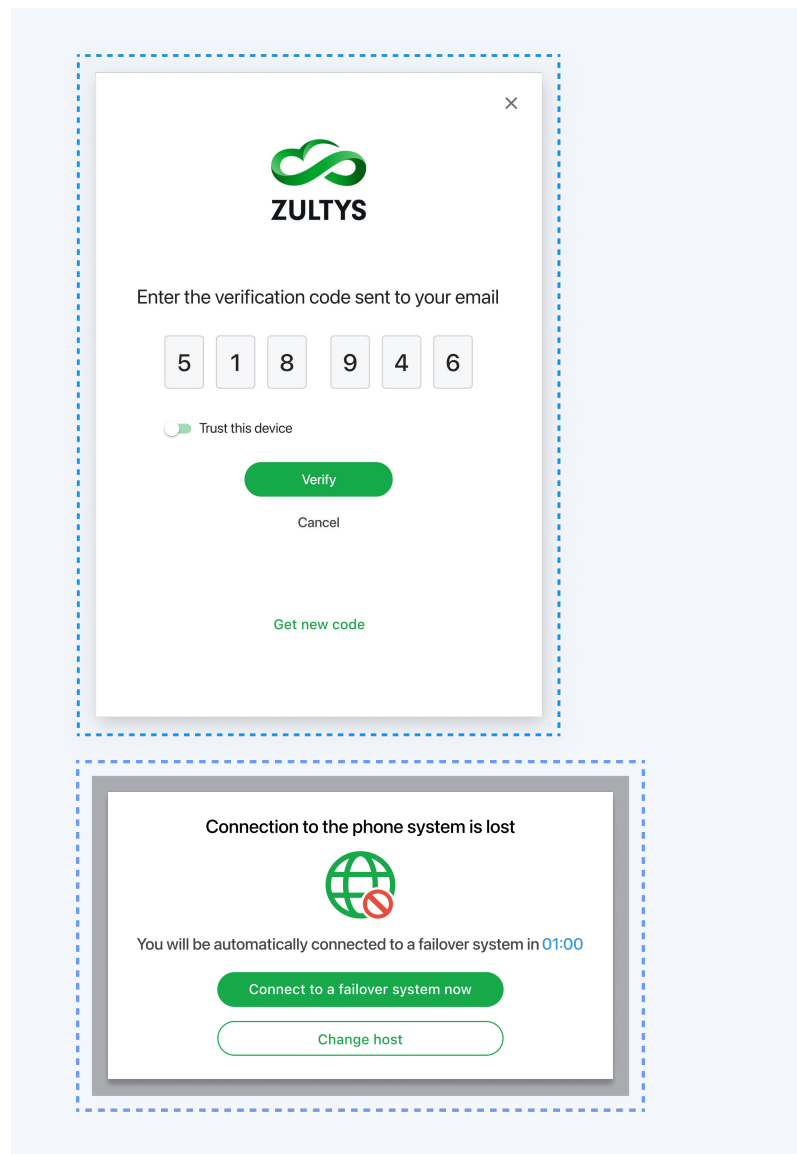 ZULTYS
Enter the verification code sent to your email
5 1 8 9 4 6
Trust this device
Verify
Cancel
Get new code
Connection to the phone system is lost
You will be automatically connected to a failover system in 01:00
Connect to a failover system now
Change host